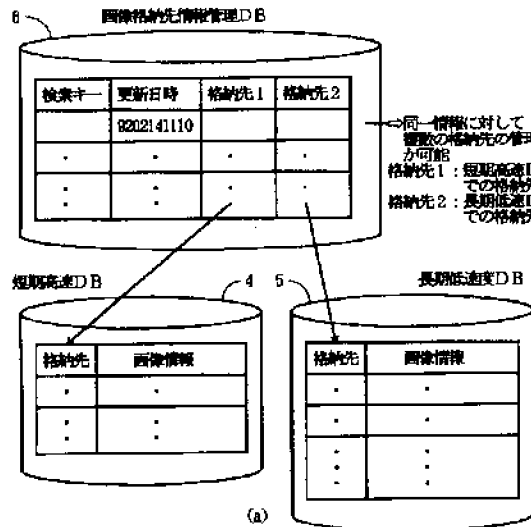 6
画像格納先情報管理DB
検索キー 更新日時 格納先1 格納先2
9202141110
⇨同一情報に対して
複数の格納先の管理
が可能
格納先1：短期高速D
での格納先
格納先2：長期低速D
での格納先
短期高速DB
4
5
長期低速度DB
格納先 画像情報
格納先 画像情報
(a)